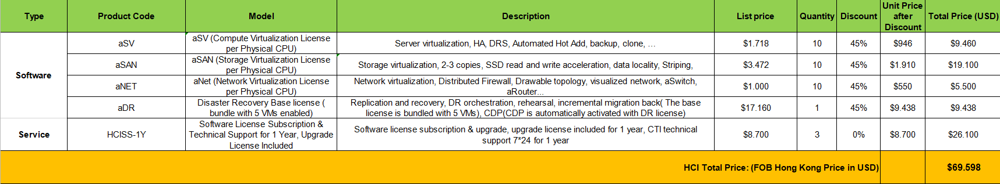 Type Product Code Model Description List price Quantity Discount Unit Price after Discount Total Price (USD)
Software
aSV
aSV (Compute Virtualization License
per Physical CPU)
Server virtualization, HA, DRS, Automated Hot Add, backup, clone, ...
$1.718 10 45% $946 $9.460
aSAN
aSAN (Storage Virtualization License
per Physical CPU)
Storage virtualization, 2-3 copies, SSD read and write acceleration, data locality, Striping,
$3.472 10 45% $1.910 $19.100
aNET
aNet (Network Virtualization License
per Physical CPU)
Network virtualization, Distributed Firewall, Drawable topology, visualized network, aSwitch,
aRouter...
$1.000 10 45% $550 $5.500
aDR
Disaster Recovery Base license (
bundle with 5 VMs enabled)
Replication and recovery, DR orchestration, rehearsal, incremental migration back( The base
license is bundled with 5 VMs), CDP(CDP is automatically activated with DR license)
$17.160 1 45% $9.438 $9.438
Service
HCISS-1Y
Software License Subscription &
Technical Support for 1 Year, Upgrade
License Included
Software license subscription & upgrade, upgrade license included for 1 year, CTI technical
support 7*24 for 1 year
$8.700 3 0% $8.700 $26.100
HCI Total Price: (FOB Hong Kong Price in USD) $69.598